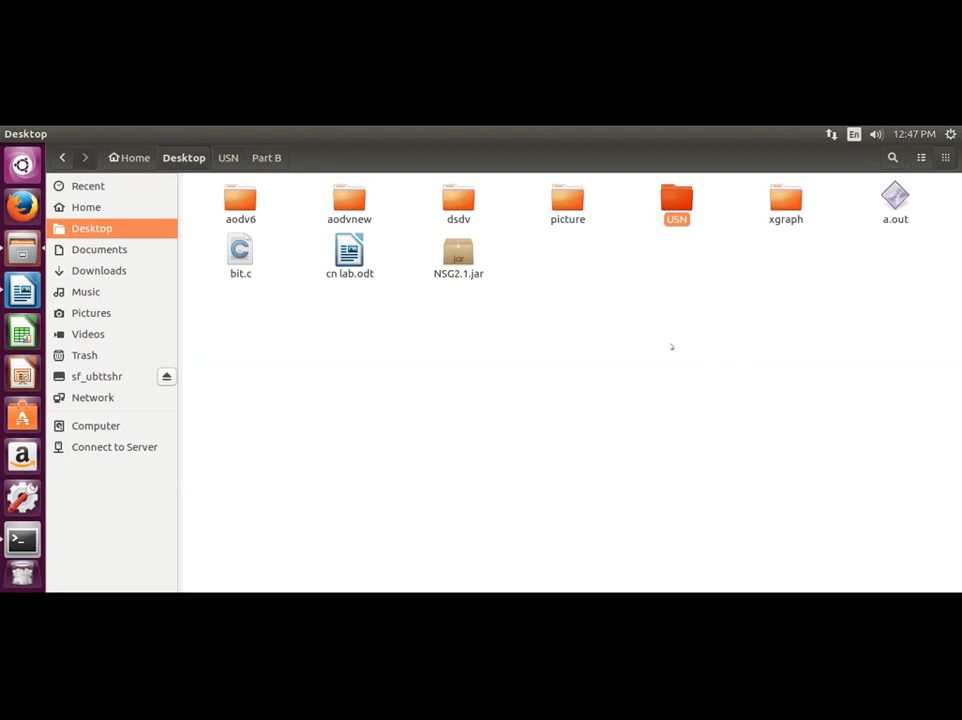 Desktop
En
12:47 PM
Home
Desktop
USN
Part B
Recent
Home
Desktop
Documents
Downloads
Music
Pictures
Videos
Trash
sf_ubttshr
Network
Computer
Connect to Server
aodv6
aodvnew
dsdv
picture
USN
xgraph
a.out
bit.c
cn lab.odt
jar
NSG2.1.jar